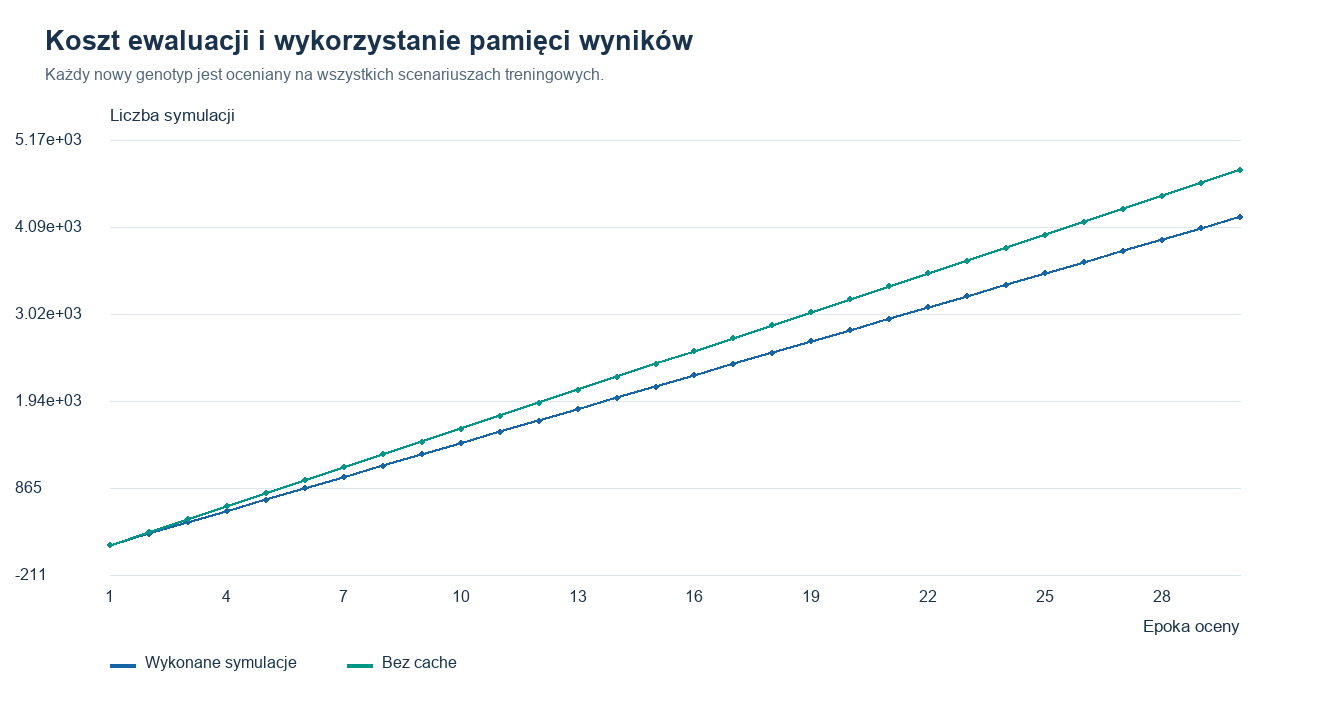 Koszt ewaluacji i wykorzystanie pamięci wyników
Każdy nowy genotyp jest oceniany na wszystkich scenariuszach treningowych.
Liczba symulacji
5.17e+03
4.09e+03
3.02e+03
1.94e+03
865
-211
1 4 7 10 13 16 19 22 25 28
Epoka oceny
Wykonane symulacje Bez cache